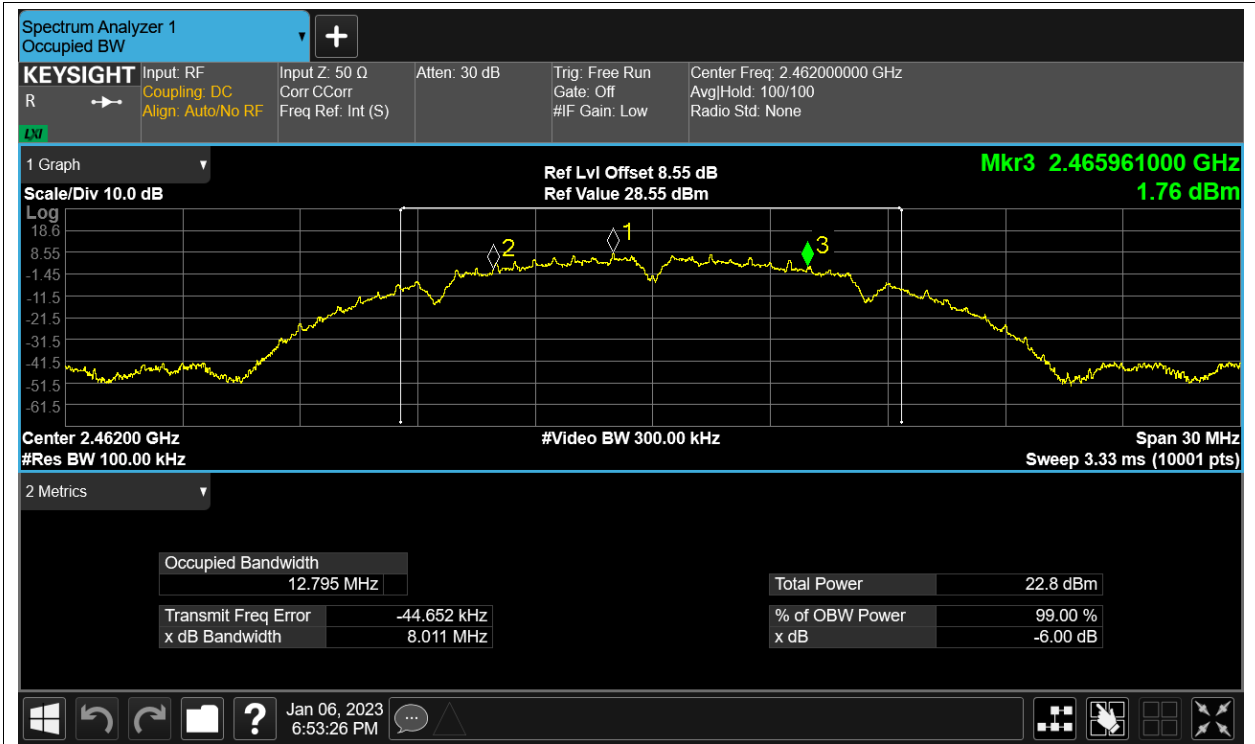 Spectrum Analyzer 1
Occupied BW
KEYSIGHT
R
LXI
Input: RF
Coupling: DC
Align: Auto/No RF
Input Z: 50 Ω
Corr CCorr
Freq Ref: Int (S)
Atten: 30 dB
Trig: Free Run
Gate: Off
#IF Gain: Low
Center Freq: 2.462000000 GHz
Avg|Hold: 100/100
Radio Std: None
1 Graph
Scale/Div 10.0 dB
Ref Lvl Offset 8.55 dB
Ref Value 28.55 dBm
Mkr3 2.465961000 GHz
1.76 dBm
Log
18.6
8.55
-1.45
-11.5
-21.5
-31.5
-41.5
-51.5
-61.5
2
1
3
Center 2.46200 GHz
#Video BW 300.00 kHz
Span 30 MHz
#Res BW 100.00 kHz
Sweep 3.33 ms (10001 pts)
2 Metrics
Occupied Bandwidth
12.795 MHz
Transmit Freq Error -44.652 kHz
x dB Bandwidth 8.011 MHz
Total Power 22.8 dBm
% of OBW Power 99.00 %
x dB -6.00 dB
?
Jan 06, 2023
6:53:26 PM